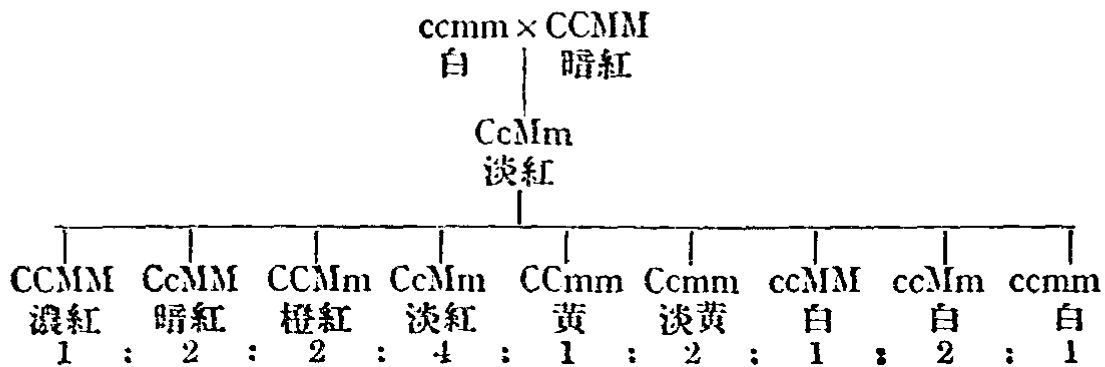 ccmm × CCMM
白 暗紅
CcMm
淡紅
CCMM CcMM CCMm CcMm CCmm Ccmm ccMM ccMm ccmm
濃紅 暗紅 橙紅 淡紅 黄 淡黄 白 白 白
1 : 2 : 2 : 4 : 1 : 2 : 1 : 2 : 1